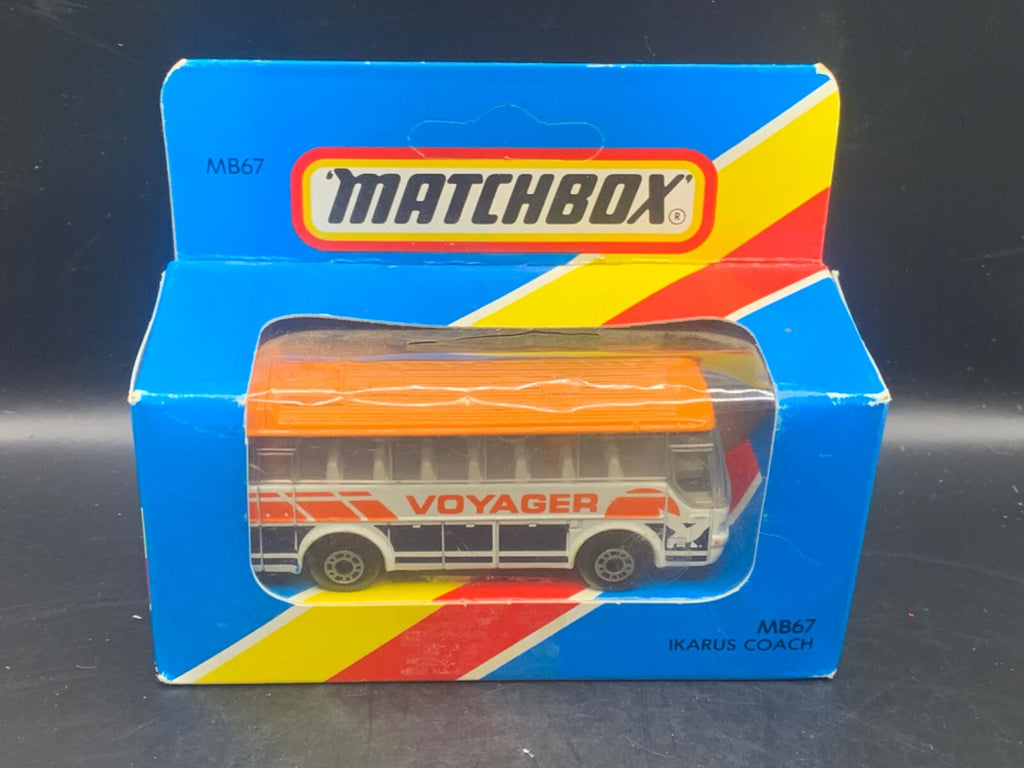 MB67
'MATCHBOX'®
VOYAGER
MB67
IKARUS COACH